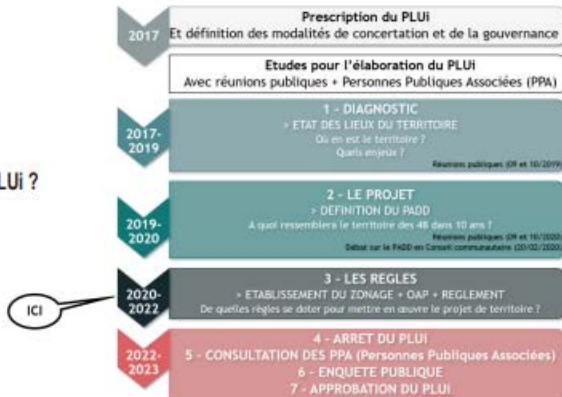 2017
Prescription du PLUi
Et définition des modalités de concertation et de la gouvernance
Etudes pour l'élaboration du PLUi
Avec réunions publiques + Personnes Publiques Associées (PPA)
2017-
2019
1 - DIAGNOSTIC
> ETAT DES LIEUX DU TERRITOIRE
Où en est le territoire ?
Quels enjeux ?
Réunions publiques (09 et 10/2019)
LUi ?
2019-
2020
2 - LE PROJET
> DEFINITION DU PADD
A quoi ressemblera le territoire des 4B dans 10 ans ?
Réunions publiques (09 et 10/2020)
Débat sur le PADD en Conseil communautaire (20/02/2020)
ICI
2020-
2022
3 - LES REGLES
> ETABLISSEMENT DU ZONAGE + OAP + REGLEMENT
De quelles règles se doter pour mettre en œuvre le projet de territoire ?
2022-
2023
4 - ARRET DU PLUi
5 - CONSULTATION DES PPA (Personnes Publiques Associées)
6 - ENQUETE PUBLIQUE
7 - APPROBATION DU PLUi